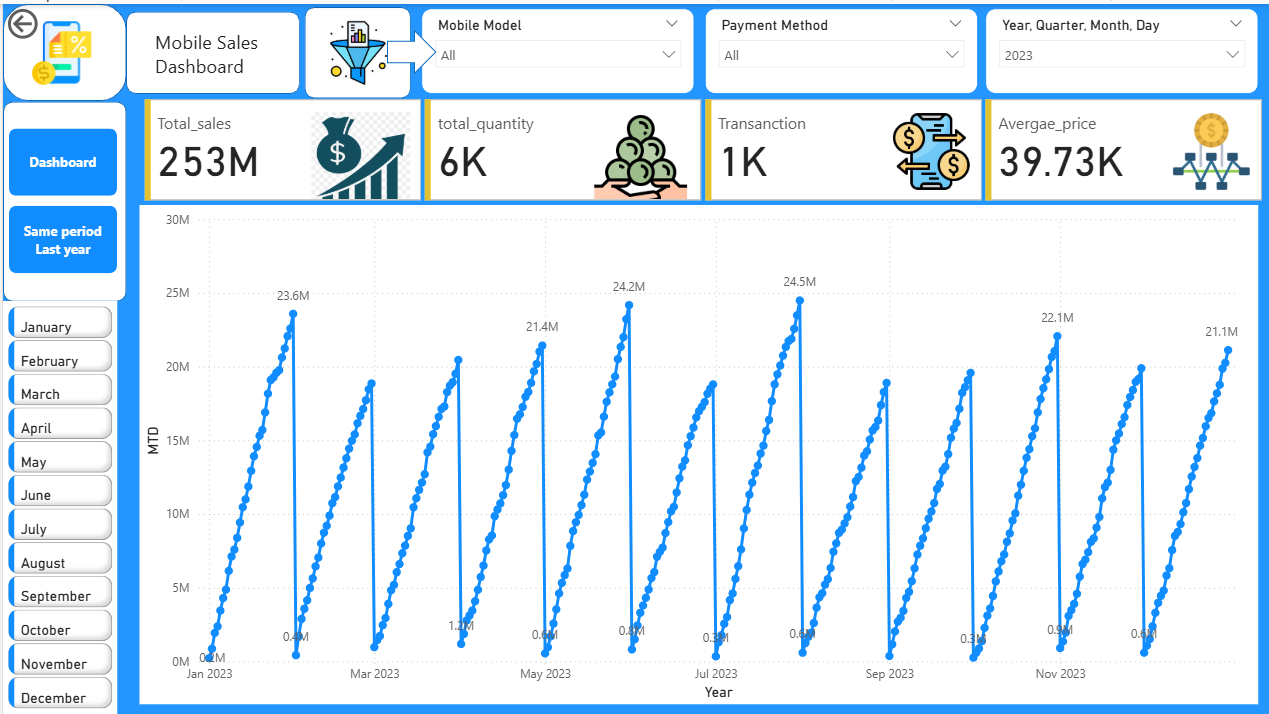 Mobile Sales
Dashboard
Mobile Model
All
Payment Method
All
Year, Quarter, Month, Day
2023
Dashboard
Same period
Last year
Total_sales
253M
total_quantity
6K
Transanction
1K
Avergae_price
39.73K
January
February
March
April
May
June
July
August
September
October
November
December
MTD
30M
25M
20M
15M
10M
5M
0M
23.6M
21.4M
24.2M
24.5M
22.1M
21.1M
0.2M
0.4M
1.2M
0.6M
0.8M
0.3M
0.6M
0.3M
0.9M
0.6M
Jan 2023
Mar 2023
May 2023
Jul 2023
Sep 2023
Nov 2023
Year